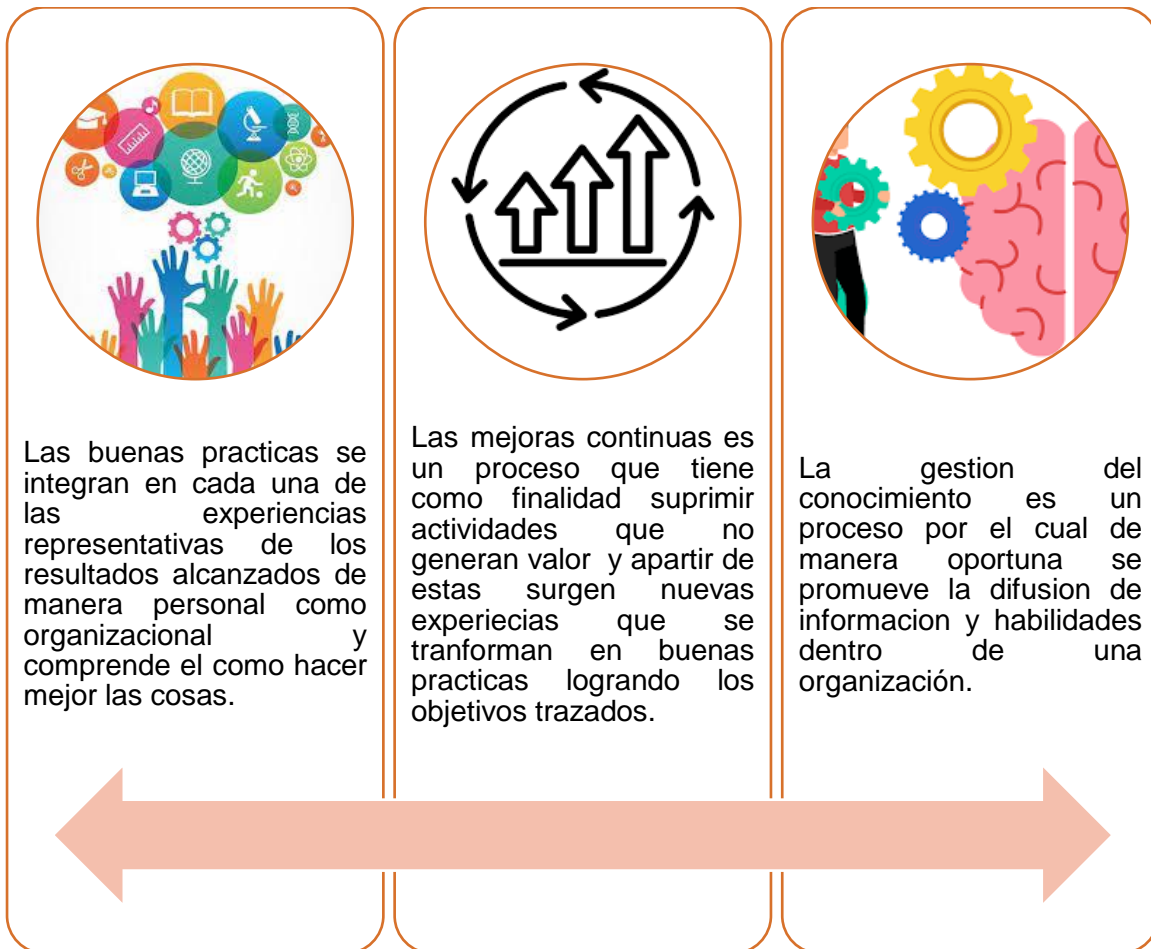 Las buenas practicas se
integran en cada una de
las experiencias
representativas de los
resultados alcanzados de
manera personal como
organizacional y
comprende el como hacer
mejor las cosas.
Las mejoras continuas es
un proceso que tiene
como finalidad suprimir
actividades que no
generan valor y apartir de
estas surgen nuevas
experiecias que se
tranforman en buenas
practicas logrando los
objetivos trazados.
La gestion del
conocimiento es un
proceso por el cual de
manera oportuna se
promueve la difusion de
informacion y habilidades
dentro de una
organización.